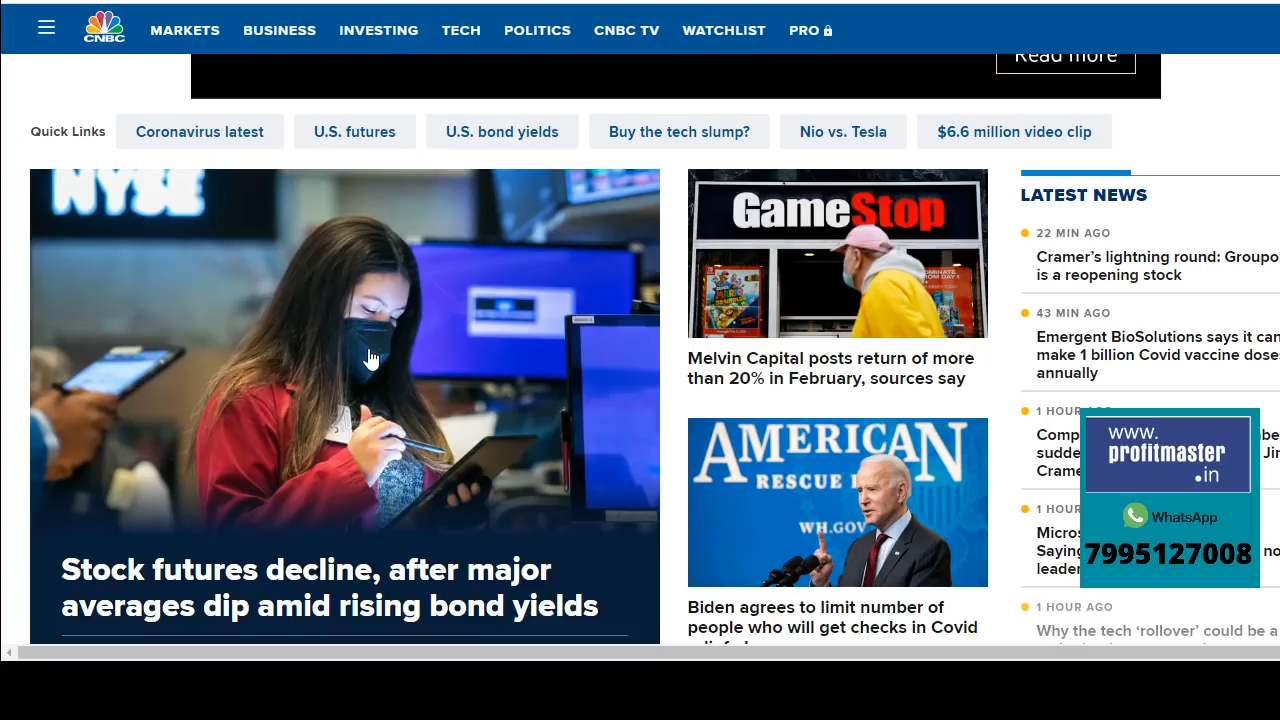 CNBC
MARKETS
BUSINESS
INVESTING
TECH
POLITICS
CNBC TV
WATCHLIST
PRO
Read more
Quick Links
Coronavirus latest
U.S. futures
U.S. bond yields
Buy the tech slump?
Nio vs. Tesla
$6.6 million video clip
NYSE
Stock futures decline, after major
averages dip amid rising bond yields
GameStop
Melvin Capital posts return of more
than 20% in February, sources say
AMERICAN
RESCUE
WH.GOV
Biden agrees to limit number of
people who will get checks in Covid
LATEST NEWS
22 MIN AGO
Cramer's lightning round: Groupo
is a reopening stock
43 MIN AGO
Emergent BioSolutions says it can
make 1 billion Covid vaccine dose
annually
1 HOUR AGO
Comp
sudde
Crame
1 HOUR
Micros
Saying
leader
1 HOUR AGO
Why the tech 'rollover' could be a
www.
profitmaster
.in
WhatsApp
7995127008